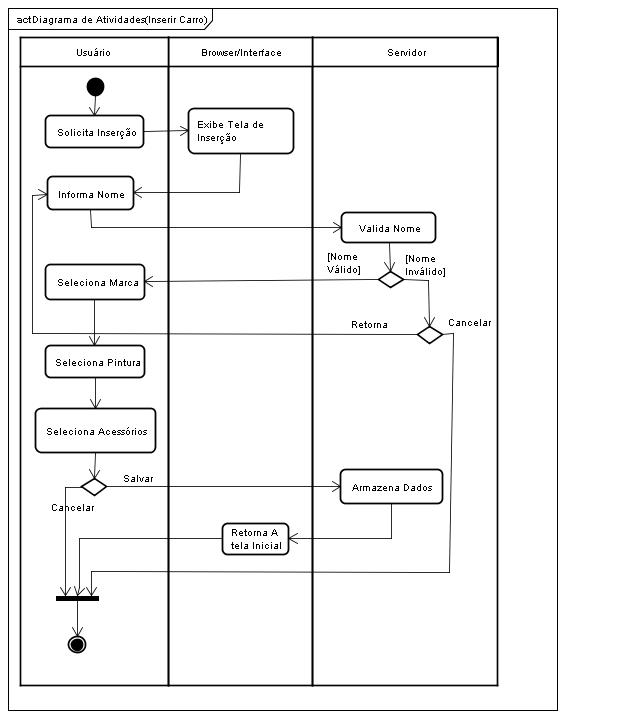 actDiagrama de Atividades(Inserir Carro)
Usuário
Browser/Interface
Servidor
Solicita Inserção
Exibe Tela de
Inserção
Informa Nome
Valida Nome
[Nome
Válido]
[Nome
Inválido]
Seleciona Marca
Retorna
Cancelar
Seleciona Pintura
Seleciona Acessórios
Salvar
Cancelar
Armazena Dados
Retorna A
tela Inicial